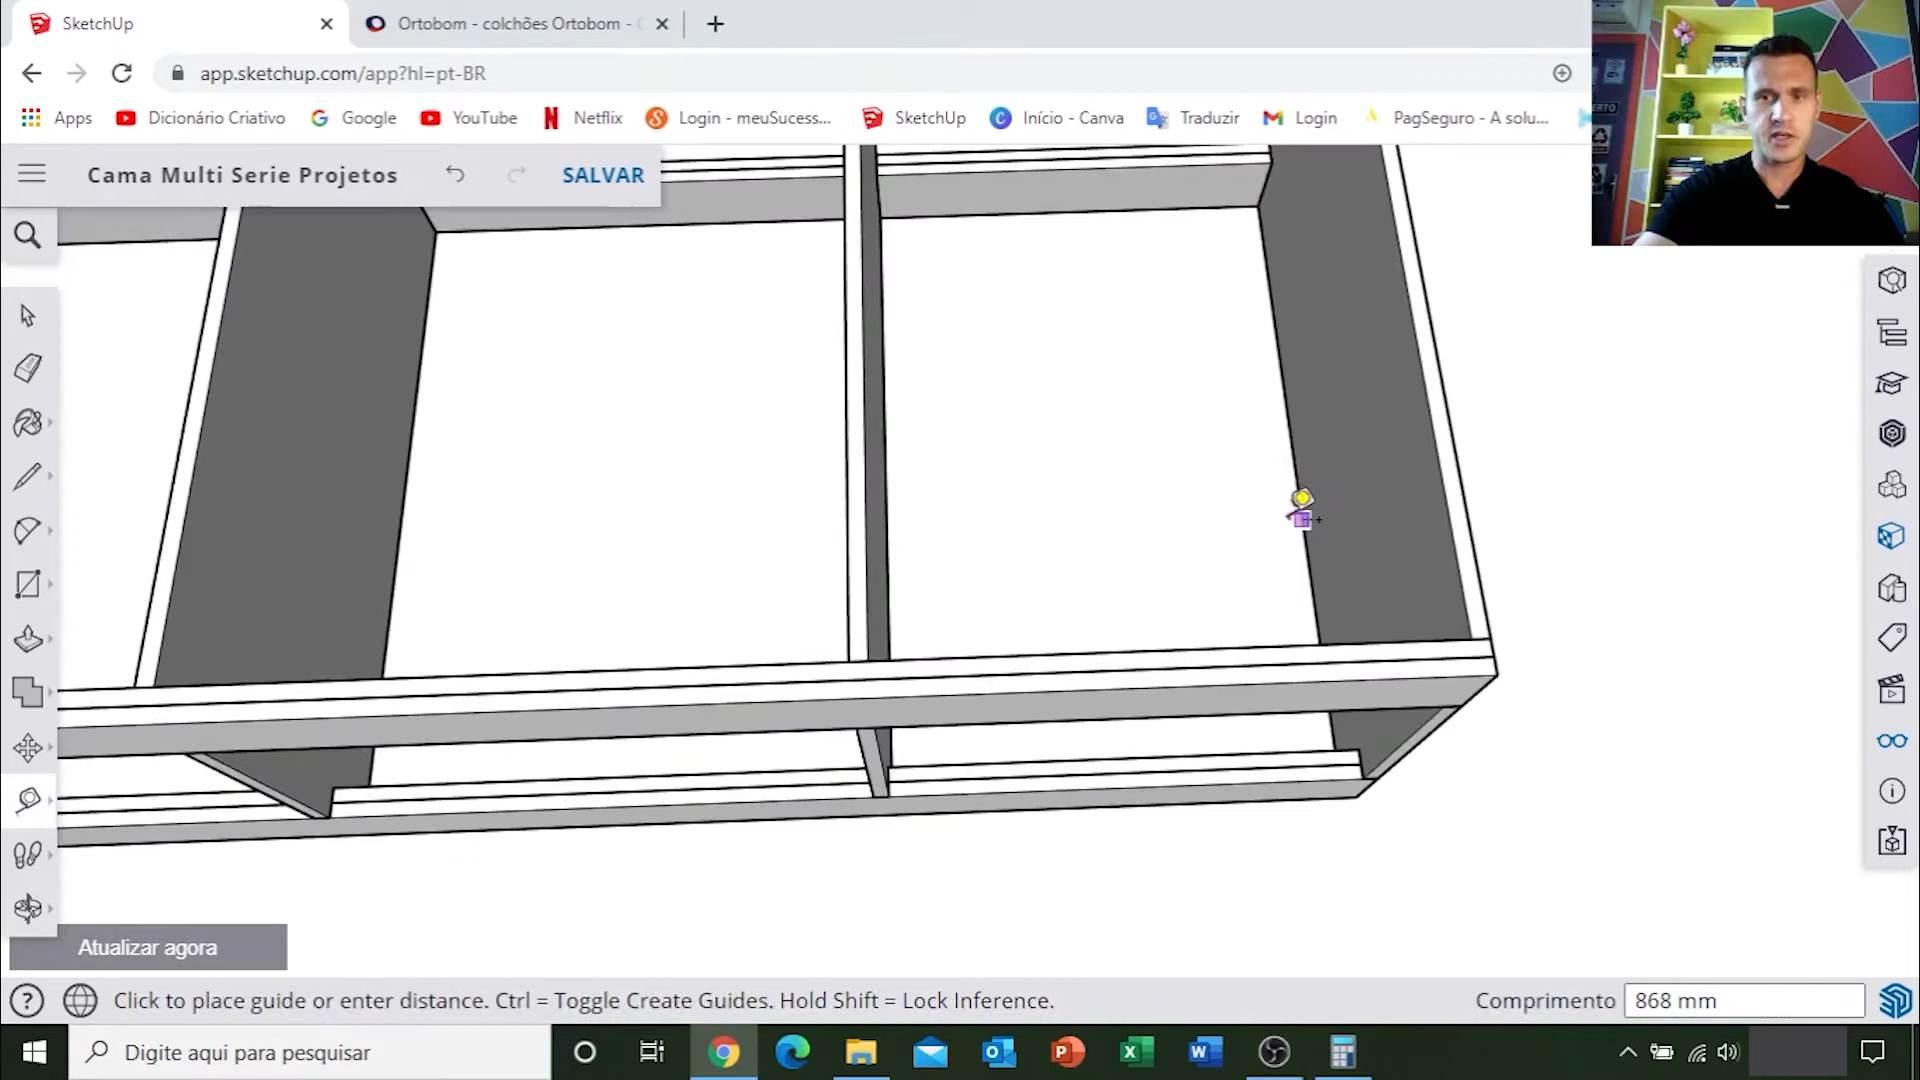 SketchUp
Ortobom - colchões Ortobom -
app.sketchup.com/app?hl=pt-BR
Apps Dicionário Criativo Google YouTube Netflix Login - meuSucess... SketchUp Início - Canva Traduzir Login PagSeguro - A solu...
Cama Multi Serie Projetos SALVAR
Atualizar agora
Click to place guide or enter distance. Ctrl = Toggle Create Guides. Hold Shift = Lock Inference. Comprimento 868 mm
Digite aqui para pesquisar